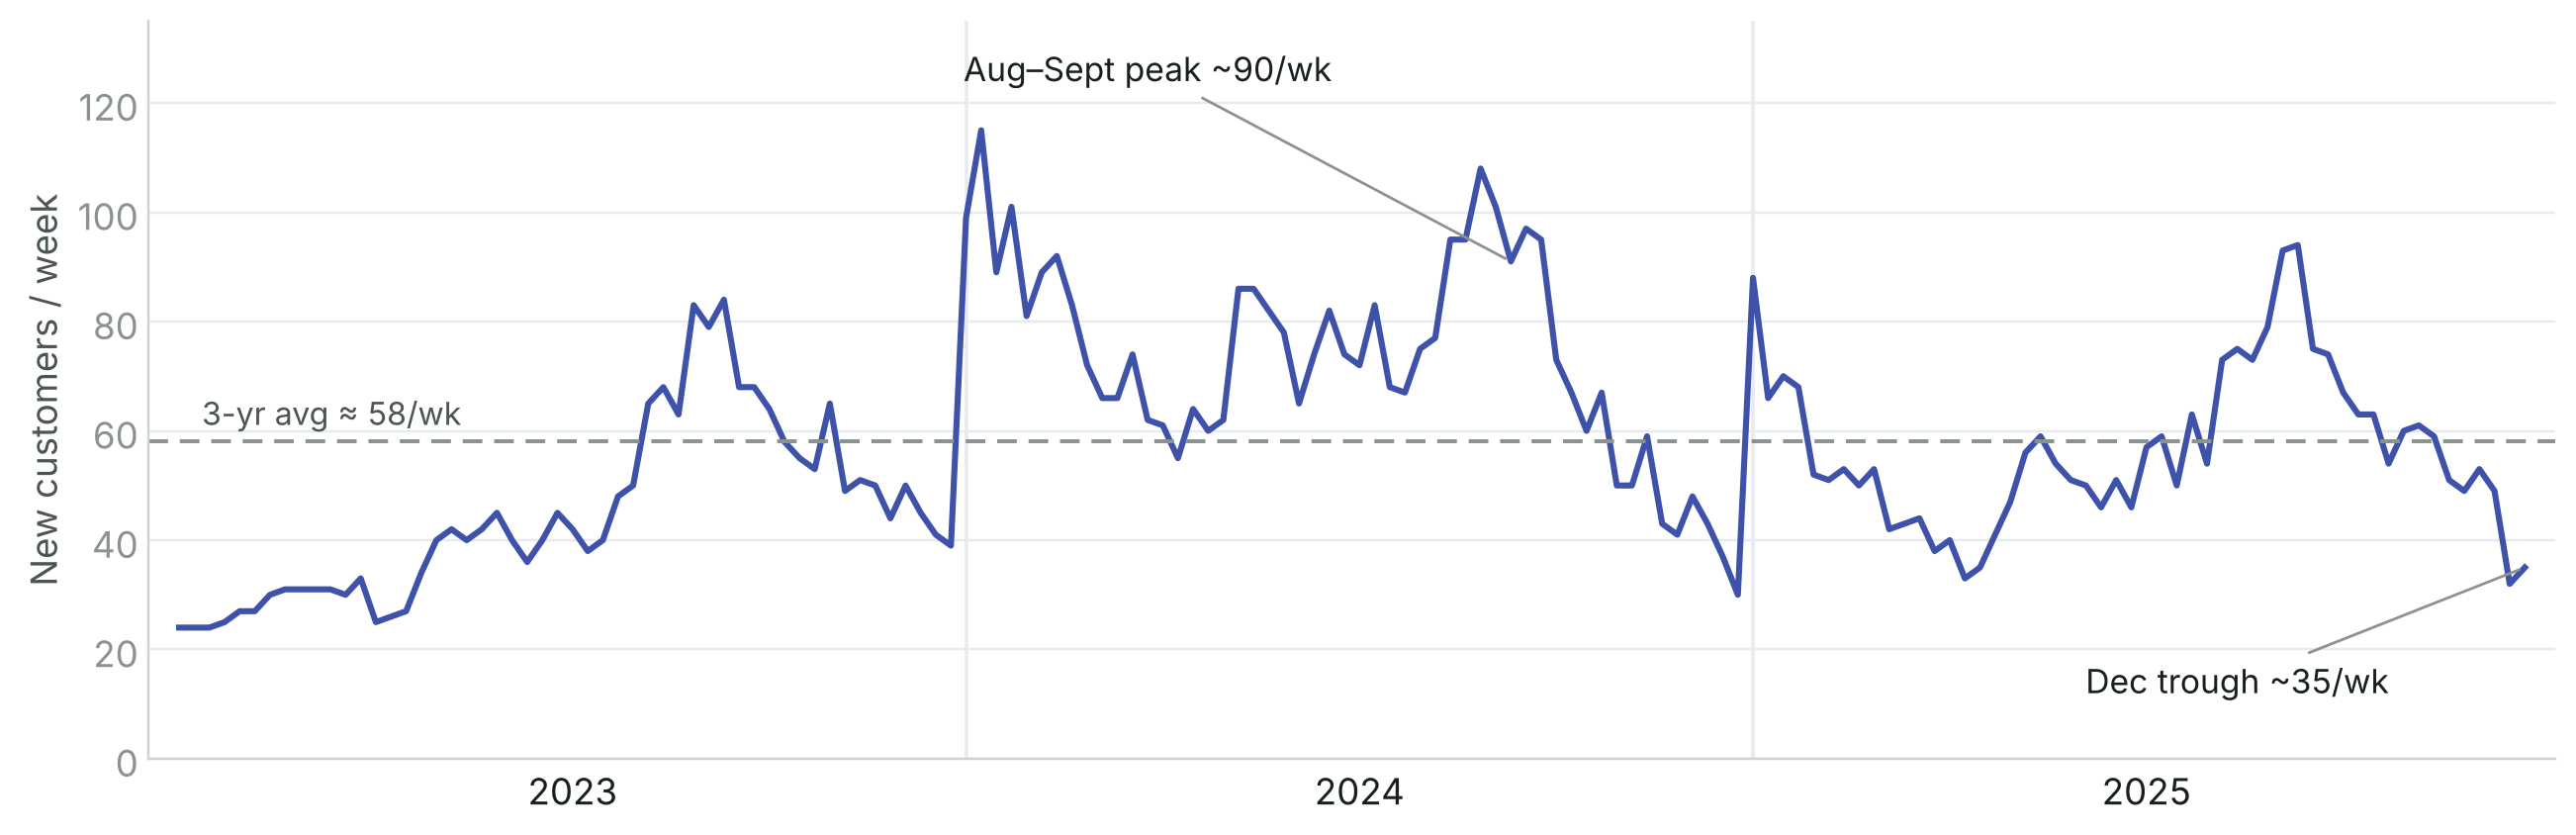 Aug–Sept peak ~90/wk
120
100
80
60
40
20
0
New customers / week
3-yr avg ≈ 58/wk
Dec trough ~35/wk
2023
2024
2025